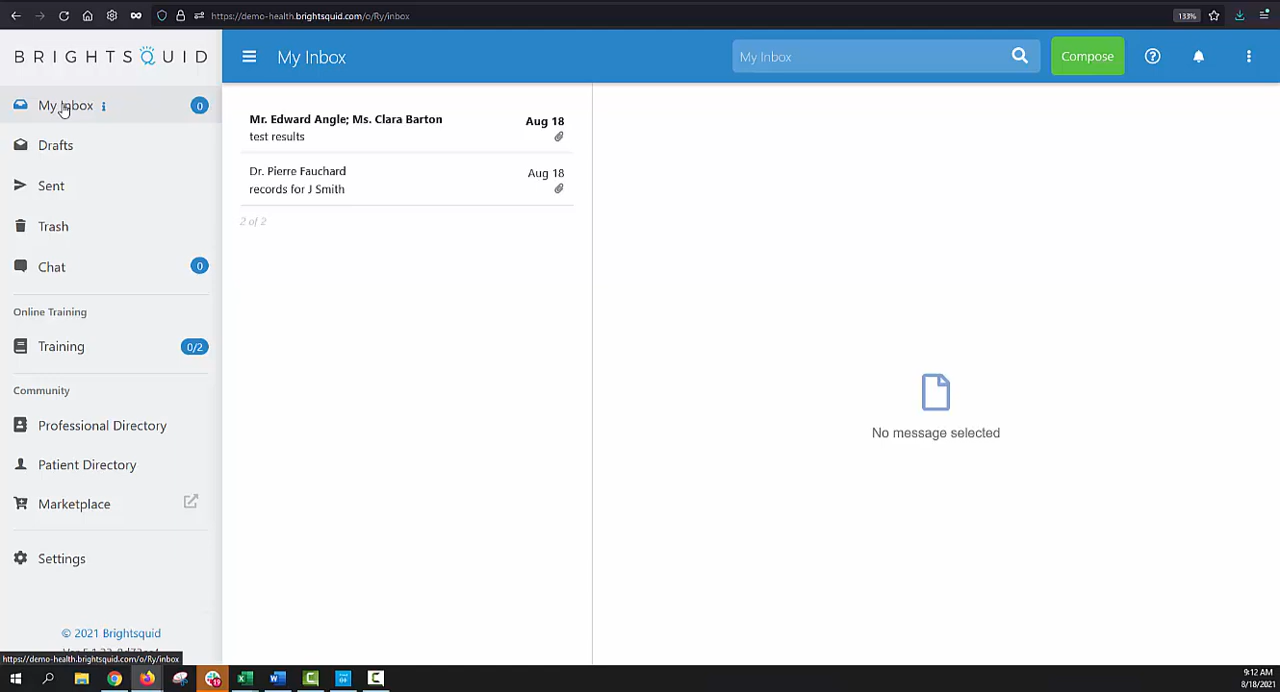 https://demo-health.brightsquid.com/o/Ry/inbox
133%
BRIGHTSQUID
My Inbox
My Inbox
Compose
My Inbox
0
Drafts
Sent
Trash
Chat
0
Online Training
Training
0/2
Community
Professional Directory
Patient Directory
Marketplace
Settings
© 2021 Brightsquid
https://demo-health.brightsquid.com/o/Ry/inbox
Mr. Edward Angle; Ms. Clara Barton
Aug 18
test results
Dr. Pierre Fauchard
Aug 18
records for J Smith
2 of 2
No message selected
9:12 AM
8/18/2021